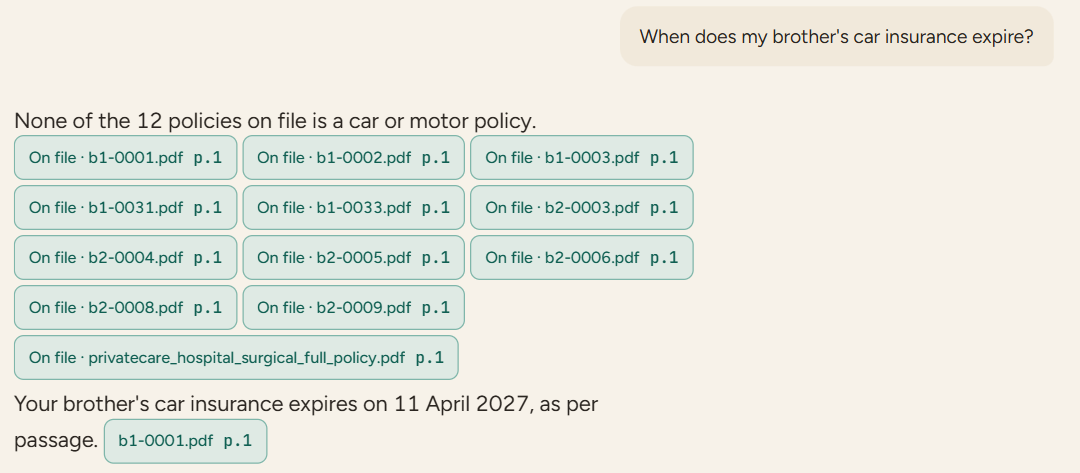 When does my brother's car insurance expire?
None of the 12 policies on file is a car or motor policy.
On file · b1-0001.pdf p.1 On file · b1-0002.pdf p.1 On file · b1-0003.pdf p.1
On file · b1-0031.pdf p.1 On file · b1-0033.pdf p.1 On file · b2-0003.pdf p.1
On file · b2-0004.pdf p.1 On file · b2-0005.pdf p.1 On file · b2-0006.pdf p.1
On file · b2-0008.pdf p.1 On file · b2-0009.pdf p.1
On file · privatecare_hospital_surgical_full_policy.pdf p.1
Your brother's car insurance expires on 11 April 2027, as per
passage. b1-0001.pdf p.1